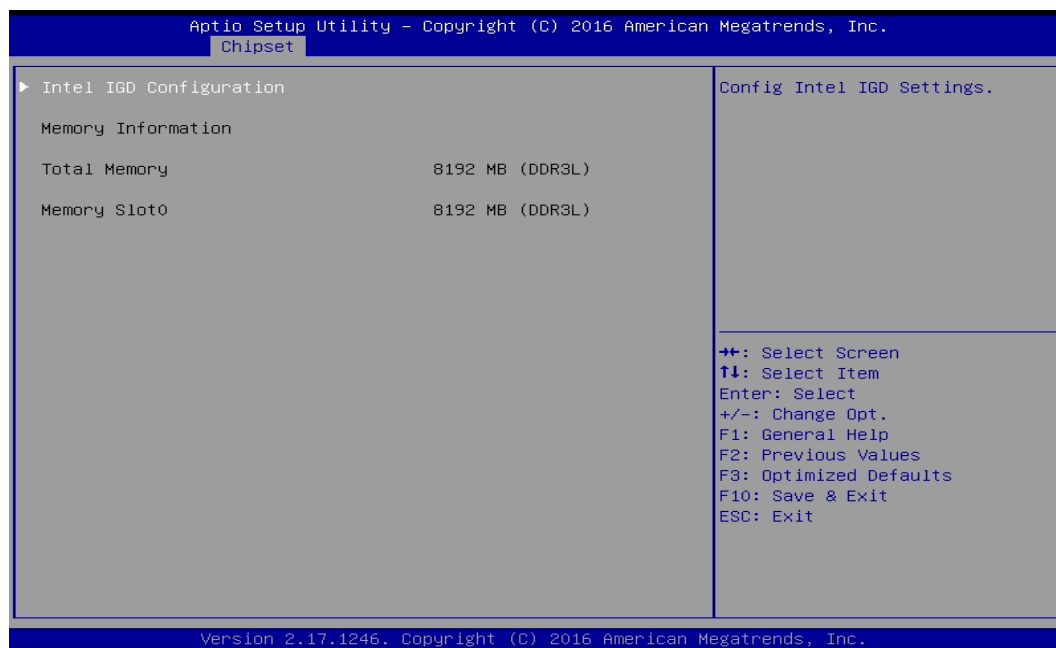 Aptio Setup Utility – Copyright (C) 2016 American Megatrends, Inc.
Chipset
► Intel IGD Configuration
Memory Information
Total Memory 8192 MB (DDR3L)
Memory Slot0 8192 MB (DDR3L)
Config Intel IGD Settings.
→←: Select Screen
↑↓: Select Item
Enter: Select
+/-: Change Opt.
F1: General Help
F2: Previous Values
F3: Optimized Defaults
F10: Save & Exit
ESC: Exit
Version 2.17.1246. Copyright (C) 2016 American Megatrends, Inc.